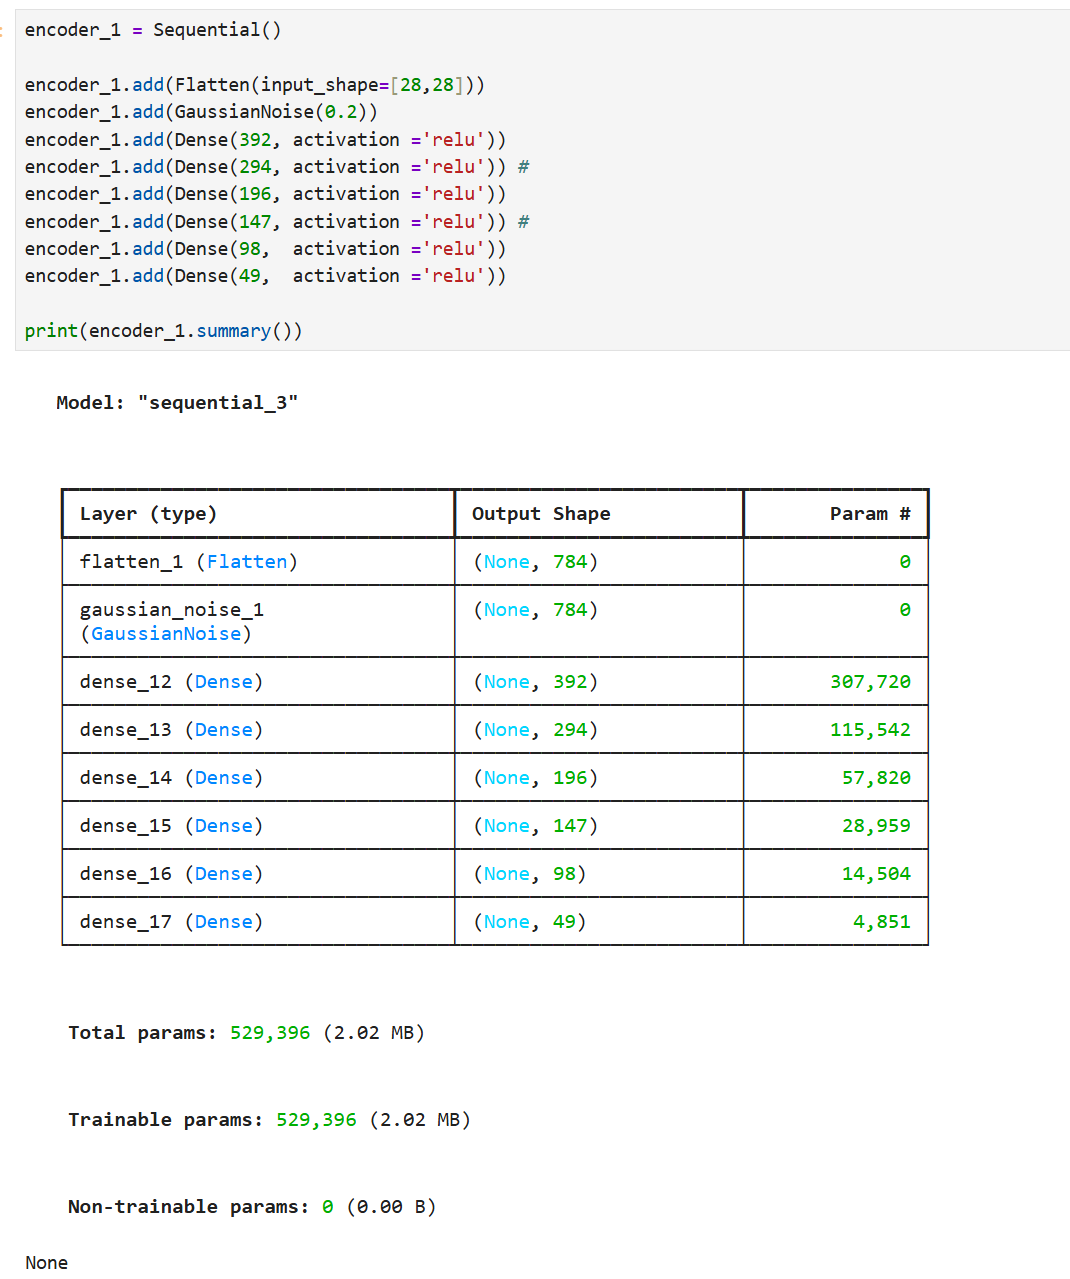 encoder_1 = Sequential()
encoder_1.add(Flatten(input_shape=[28,28]))
encoder_1.add(GaussianNoise(0.2))
encoder_1.add(Dense(392, activation ='relu'))
encoder_1.add(Dense(294, activation ='relu')) #
encoder_1.add(Dense(196, activation ='relu'))
encoder_1.add(Dense(147, activation ='relu')) #
encoder_1.add(Dense(98,  activation ='relu'))
encoder_1.add(Dense(49,  activation ='relu'))
print(encoder_1.summary())
Model: "sequential_3"
Layer (type) Output Shape Param #
flatten_1 (Flatten) (None, 784) 0
gaussian_noise_1 (None, 784) 0
(GaussianNoise)
dense_12 (Dense) (None, 392) 307,720
dense_13 (Dense) (None, 294) 115,542
dense_14 (Dense) (None, 196) 57,820
dense_15 (Dense) (None, 147) 28,959
dense_16 (Dense) (None, 98) 14,504
dense_17 (Dense) (None, 49) 4,851
Total params: 529,396 (2.02 MB)
Trainable params: 529,396 (2.02 MB)
Non-trainable params: 0 (0.00 B)
None